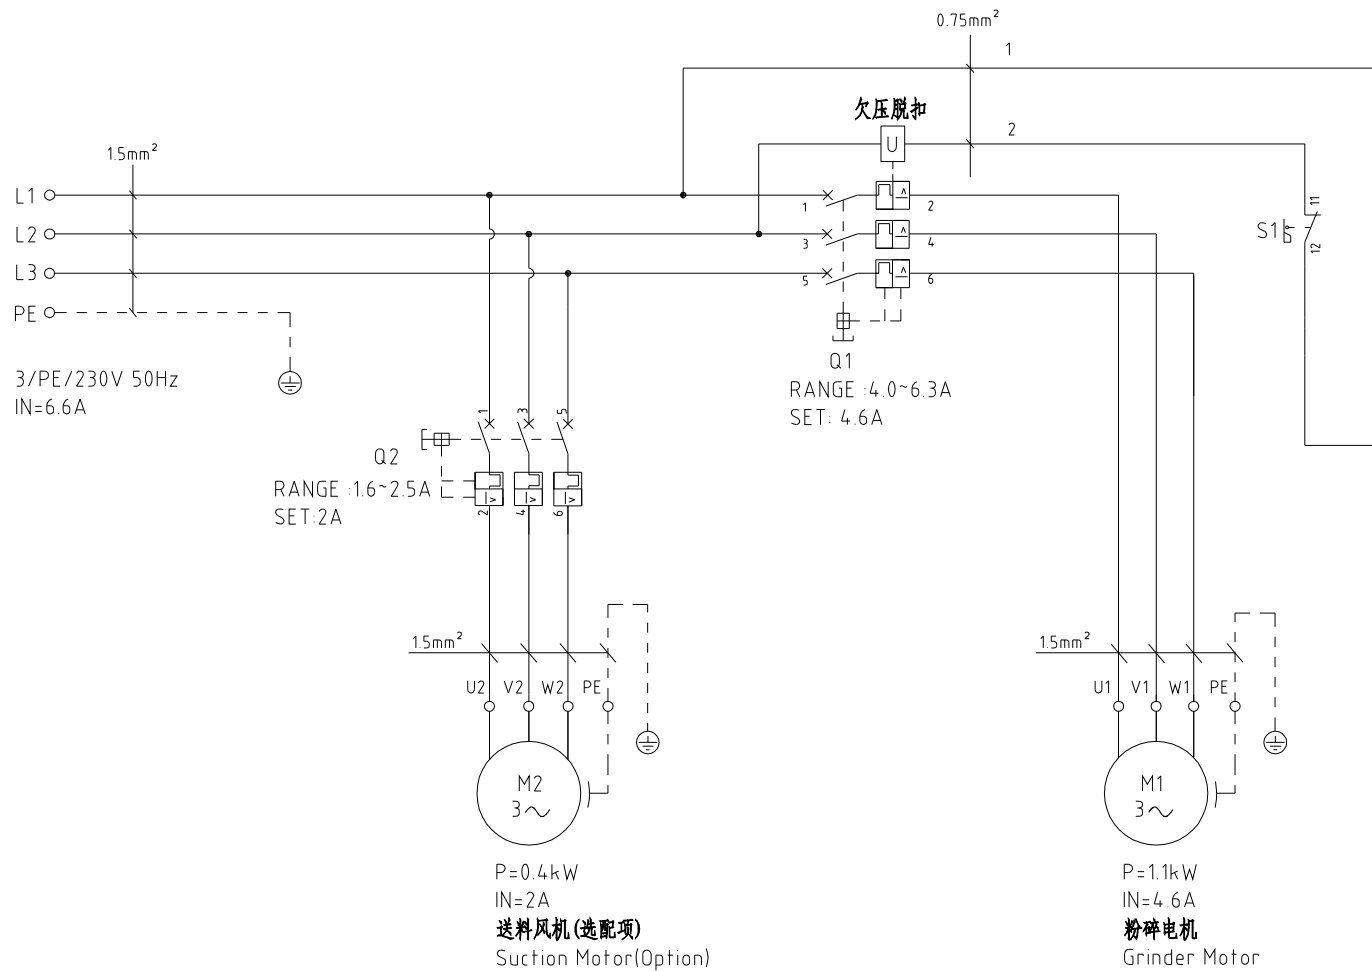 0.75mm²
1
欠压脱扣
2
U
1.5mm²
L1
1
2
11
L2
3
4
S1
12
L3
5
6
PE
Q1
3/PE/230V 50Hz
RANGE :4.0~6.3A
IN=6.6A
SET: 4.6A
1
3
5
Q2
RANGE :1.6~2.5A
SET:2A
2
4
6
1.5mm²
1.5mm²
U2
V2
W2
PE
U1
V1
W1
PE
M2
3~
M1
3~
P=0.4kW
IN=2A
送料风机(选配项)
Suction Motor(Option)
P=1.1kW
IN=4.6A
粉碎电机
Grinder Motor